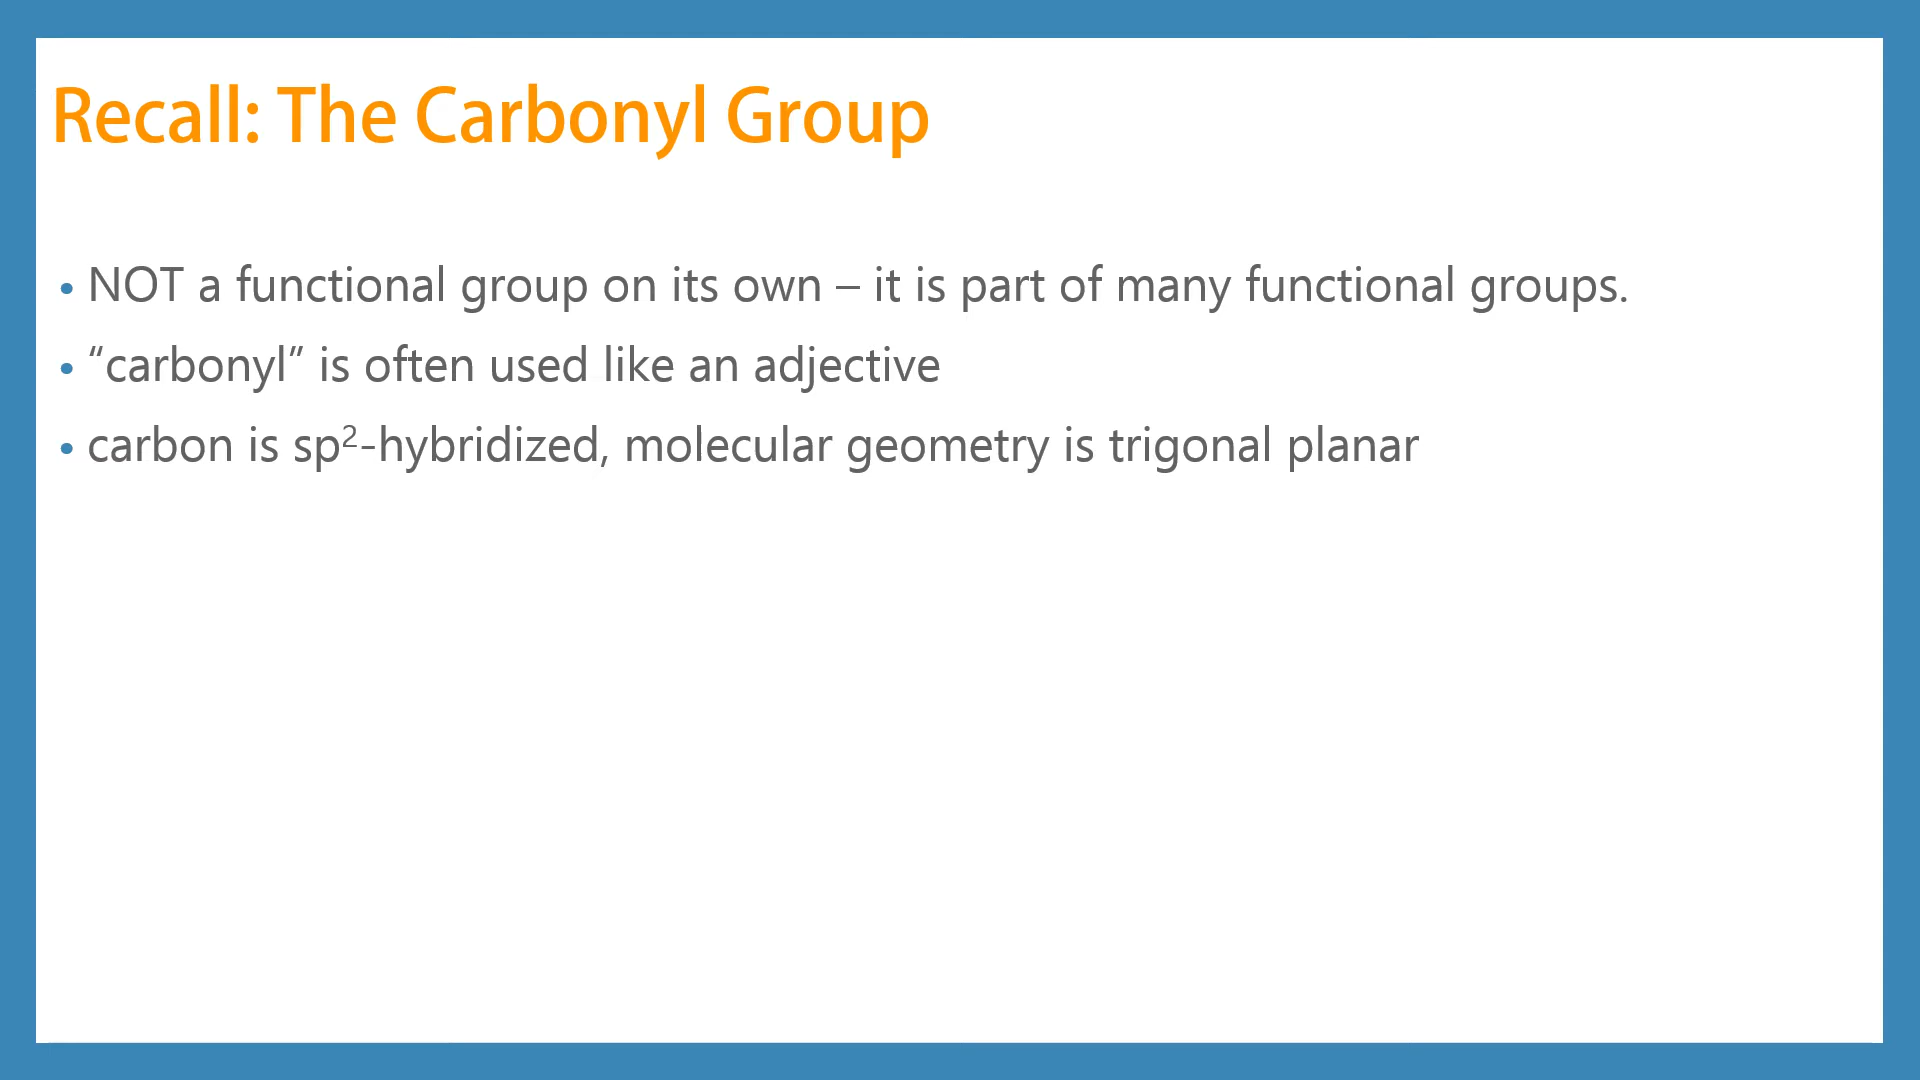 Recall: The Carbonyl Group
• NOT a functional group on its own – it is part of many functional groups.
• “carbonyl” is often used like an adjective
• carbon is sp²-hybridized, molecular geometry is trigonal planar